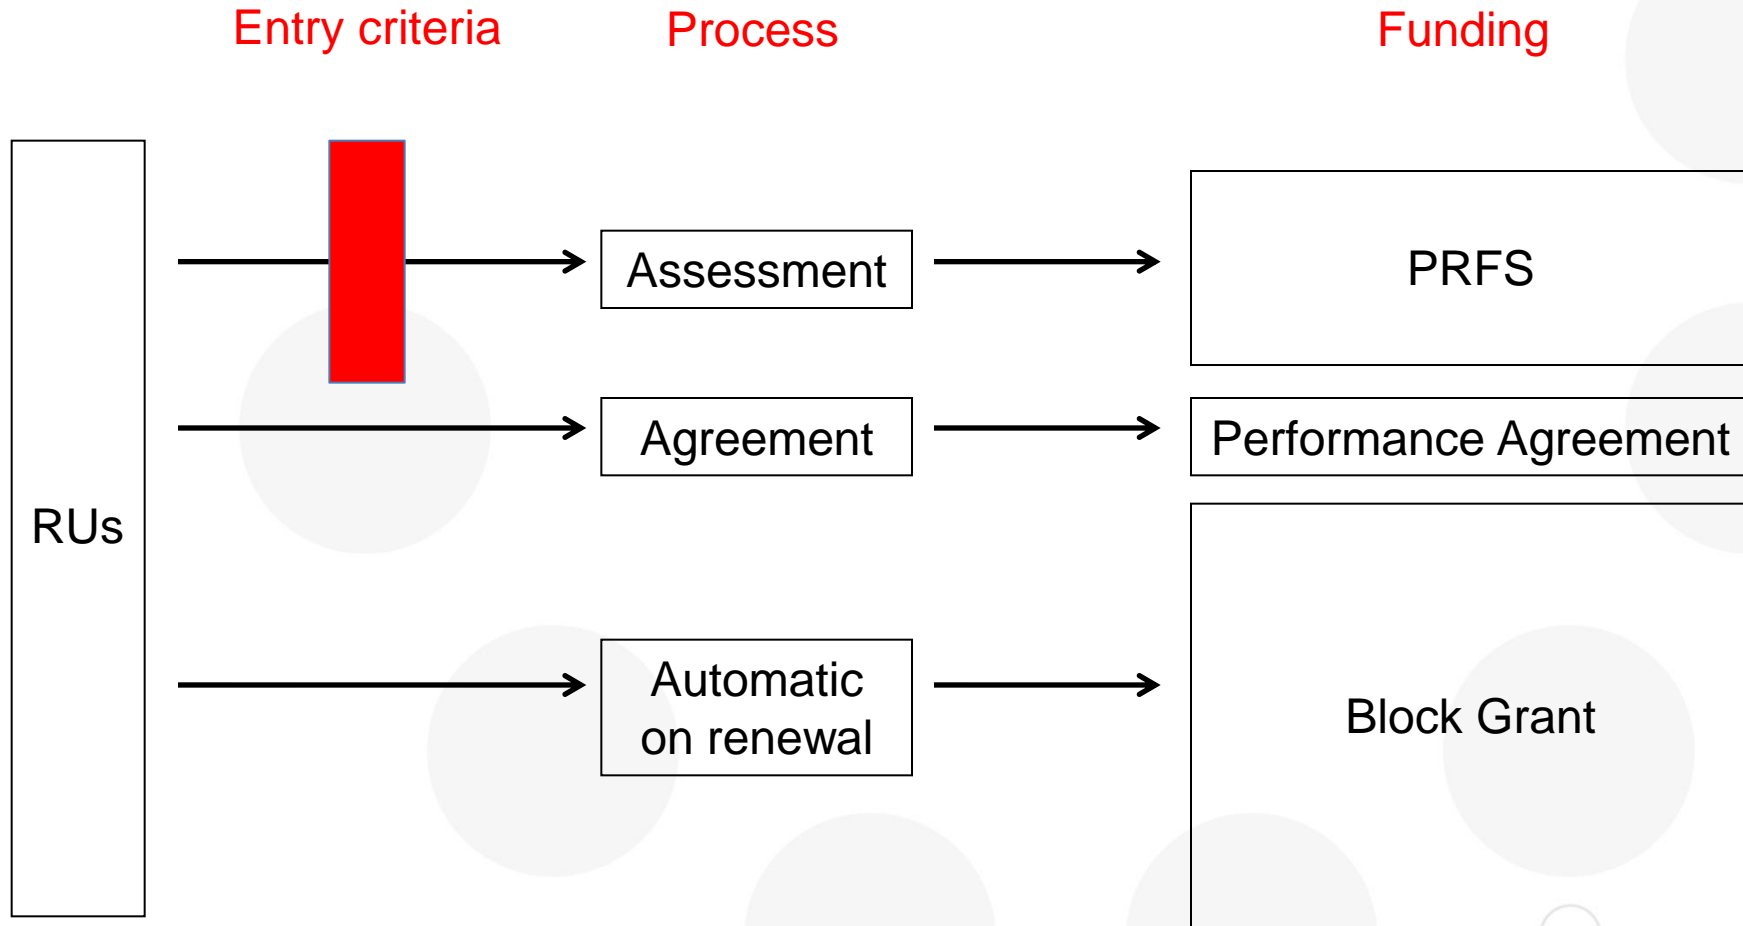 Entry criteria
Process
Funding
RUs
Assessment
PRFS
Agreement
Performance Agreement
Automatic
on renewal
Block Grant